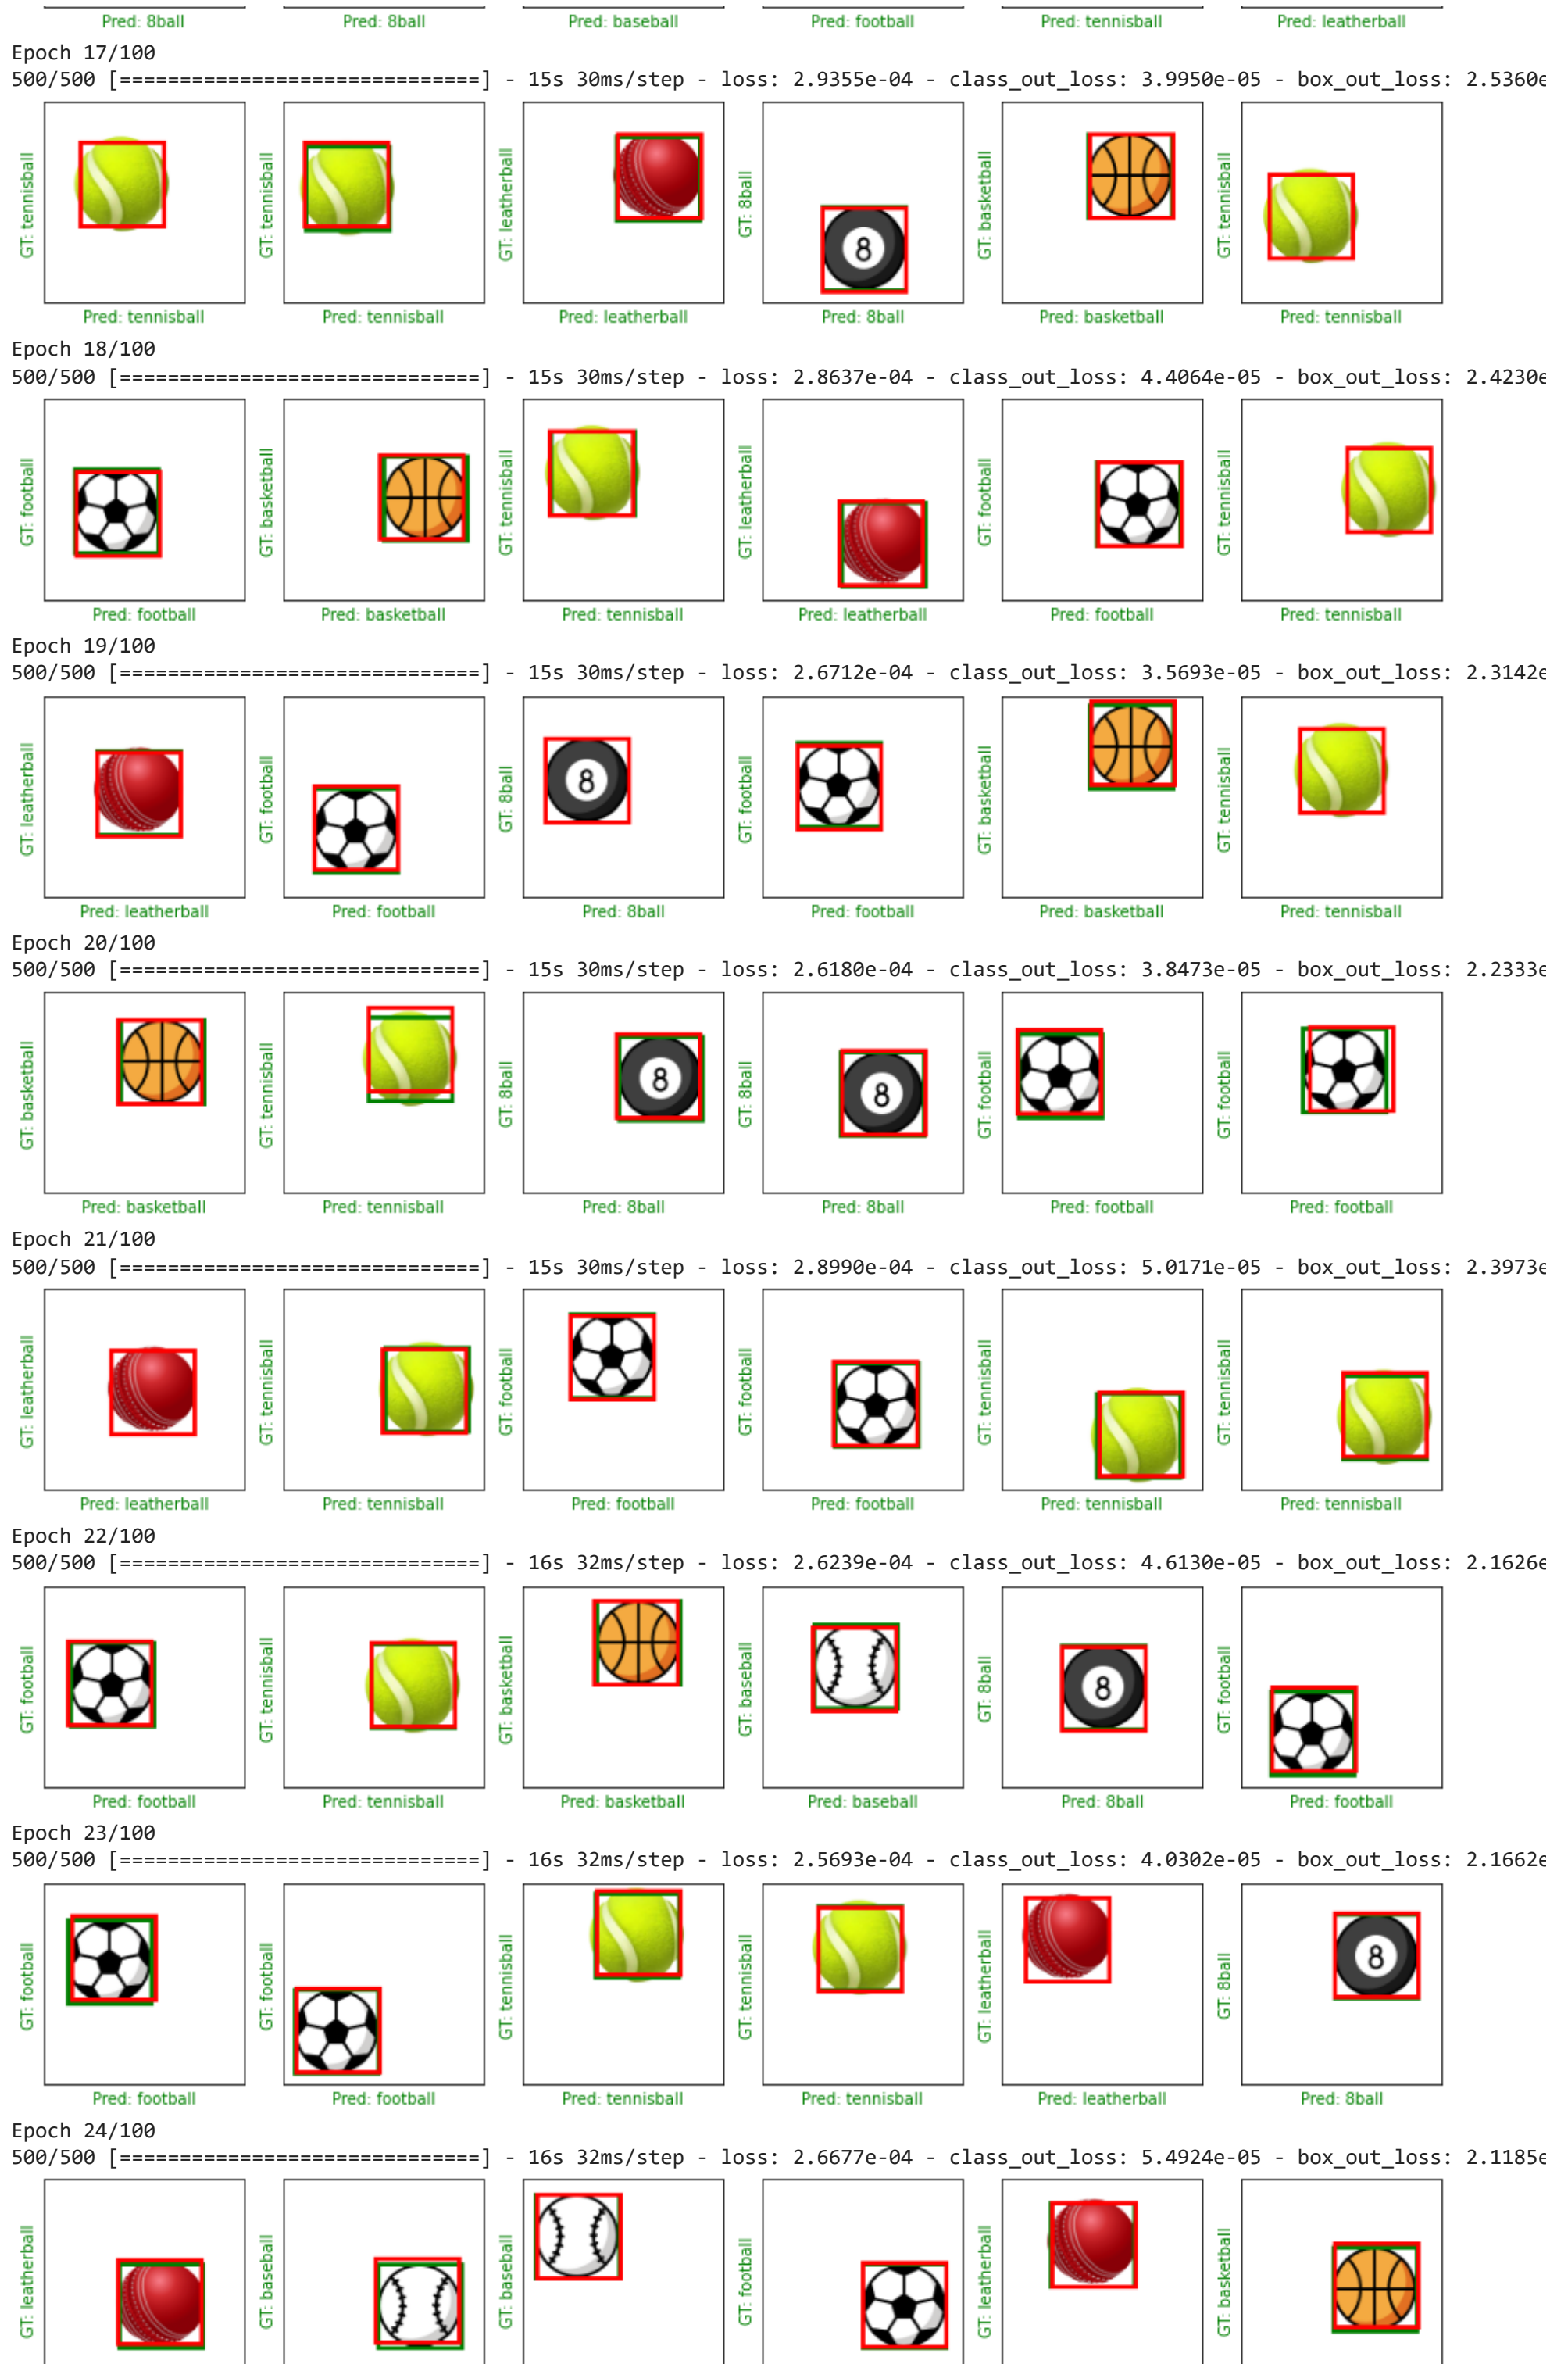 Pred: 8ball Pred: 8ball Pred: baseball Pred: football Pred: tennisball Pred: leatherball
Epoch 17/100
500/500 [==============================] - 15s 30ms/step - loss: 2.9355e-04 - class_out_loss: 3.9950e-05 - box_out_loss: 2.5360e
GT: tennisball GT: tennisball GT: leatherball GT: 8ball GT: basketball GT: tennisball
8
Pred: tennisball Pred: tennisball Pred: leatherball Pred: 8ball Pred: basketball Pred: tennisball
Epoch 18/100
500/500 [==============================] - 15s 30ms/step - loss: 2.8637e-04 - class_out_loss: 4.4064e-05 - box_out_loss: 2.4230e
GT: football GT: basketball GT: tennisball GT: leatherball GT: football GT: tennisball
Pred: football Pred: basketball Pred: tennisball Pred: leatherball Pred: football Pred: tennisball
Epoch 19/100
500/500 [==============================] - 15s 30ms/step - loss: 2.6712e-04 - class_out_loss: 3.5693e-05 - box_out_loss: 2.3142e
GT: leatherball GT: football GT: 8ball GT: football GT: basketball GT: tennisball
8
Pred: leatherball Pred: football Pred: 8ball Pred: football Pred: basketball Pred: tennisball
Epoch 20/100
500/500 [==============================] - 15s 30ms/step - loss: 2.6180e-04 - class_out_loss: 3.8473e-05 - box_out_loss: 2.2333e
GT: basketball GT: tennisball GT: 8ball GT: 8ball GT: football GT: football
8 8
Pred: basketball Pred: tennisball Pred: 8ball Pred: 8ball Pred: football Pred: football
Epoch 21/100
500/500 [==============================] - 15s 30ms/step - loss: 2.8990e-04 - class_out_loss: 5.0171e-05 - box_out_loss: 2.3973e
GT: leatherball GT: tennisball GT: football GT: football GT: tennisball GT: tennisball
Pred: leatherball Pred: tennisball Pred: football Pred: football Pred: tennisball Pred: tennisball
Epoch 22/100
500/500 [==============================] - 16s 32ms/step - loss: 2.6239e-04 - class_out_loss: 4.6130e-05 - box_out_loss: 2.1626e
GT: football GT: tennisball GT: basketball GT: baseball GT: 8ball GT: football
8
Pred: football Pred: tennisball Pred: basketball Pred: baseball Pred: 8ball Pred: football
Epoch 23/100
500/500 [==============================] - 16s 32ms/step - loss: 2.5693e-04 - class_out_loss: 4.0302e-05 - box_out_loss: 2.1662e
GT: football GT: football GT: tennisball GT: tennisball GT: leatherball GT: 8ball
8
Pred: football Pred: football Pred: tennisball Pred: tennisball Pred: leatherball Pred: 8ball
Epoch 24/100
500/500 [==============================] - 16s 32ms/step - loss: 2.6677e-04 - class_out_loss: 5.4924e-05 - box_out_loss: 2.1185e
GT: leatherball GT: baseball GT: baseball GT: football GT: leatherball GT: basketball